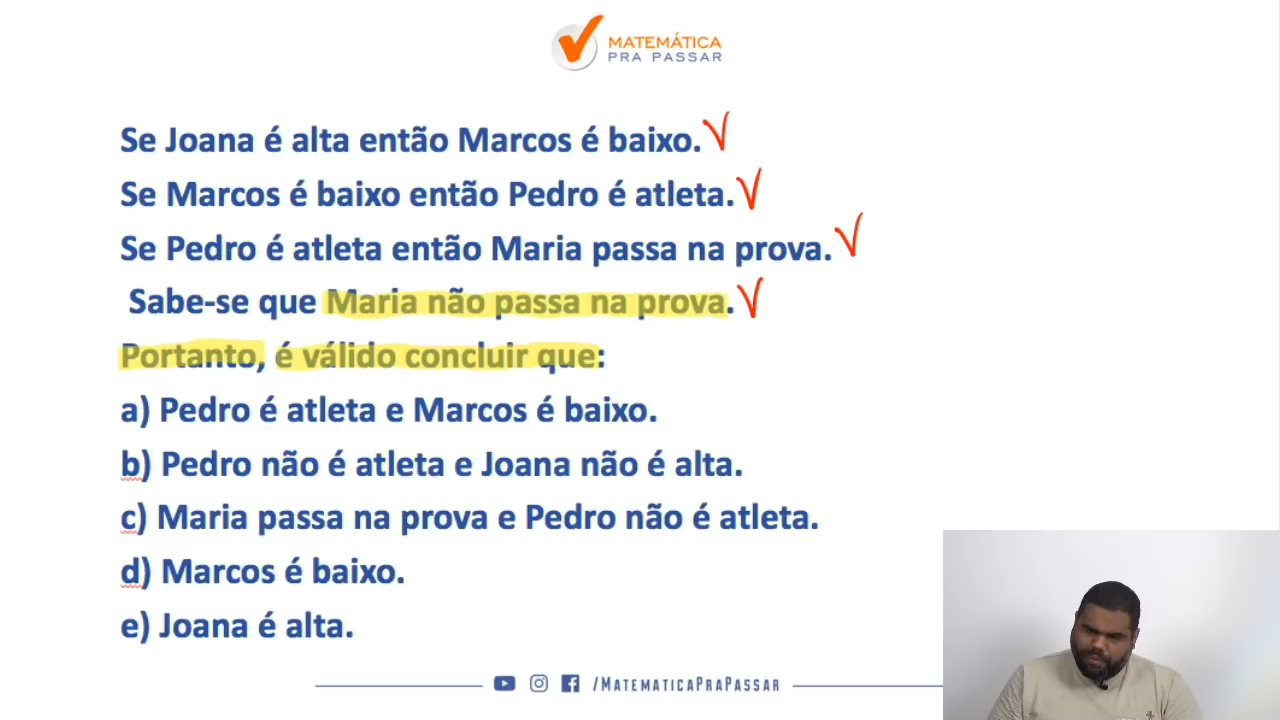 MATEMÁTICA
PRA PASSAR
Se Joana é alta então Marcos é baixo.
Se Marcos é baixo então Pedro é atleta.
Se Pedro é atleta então Maria passa na prova.
Sabe-se que Maria não passa na prova.
Portanto, é válido concluir que:
a) Pedro é atleta e Marcos é baixo.
b) Pedro não é atleta e Joana não é alta.
c) Maria passa na prova e Pedro não é atleta.
d) Marcos é baixo.
e) Joana é alta.
/MATEMATICAPRAPASSAR